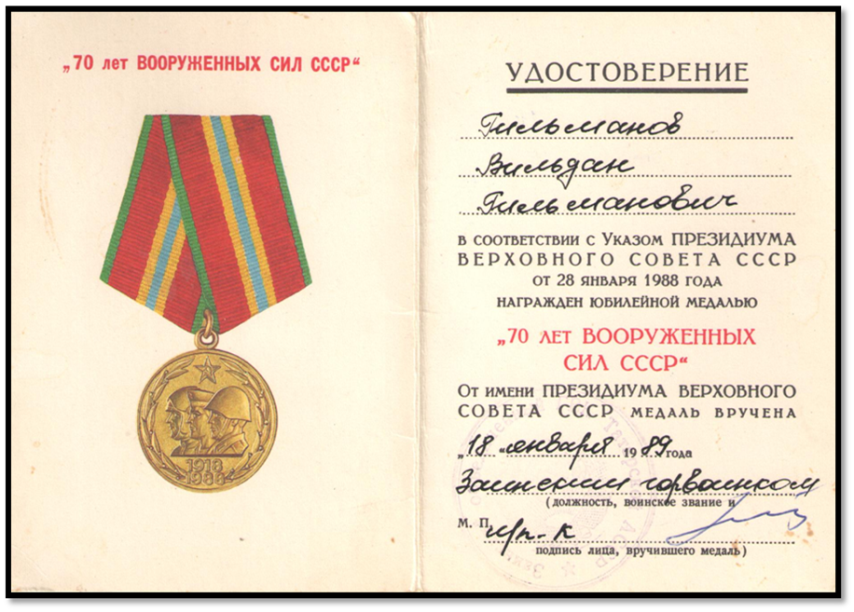 „70 лет ВООРУЖЕННЫХ СИЛ СССР“
1918
1988
УДОСТОВЕРЕНИЕ
Гильманов
Вильдан
Гильманович
В СООТВЕТСТВИИ С УКАЗОМ ПРЕЗИДИУМА
ВЕРХОВНОГО СОВЕТА СССР
ОТ 28 ЯНВАРЯ 1988 ГОДА
НАГРАЖДЕН ЮБИЛЕЙНОЙ МЕДАЛЬЮ
„70 ЛЕТ ВООРУЖЕННЫХ
СИЛ СССР“
ОТ ИМЕНИ ПРЕЗИДИУМА ВЕРХОВНОГО
СОВЕТА СССР МЕДАЛЬ ВРУЧЕНА
„18 “ января 1989 года
Заинским горвоенком
(должность, воинское звание и
М. П.
п/п-к
подпись лица, вручившего медаль)